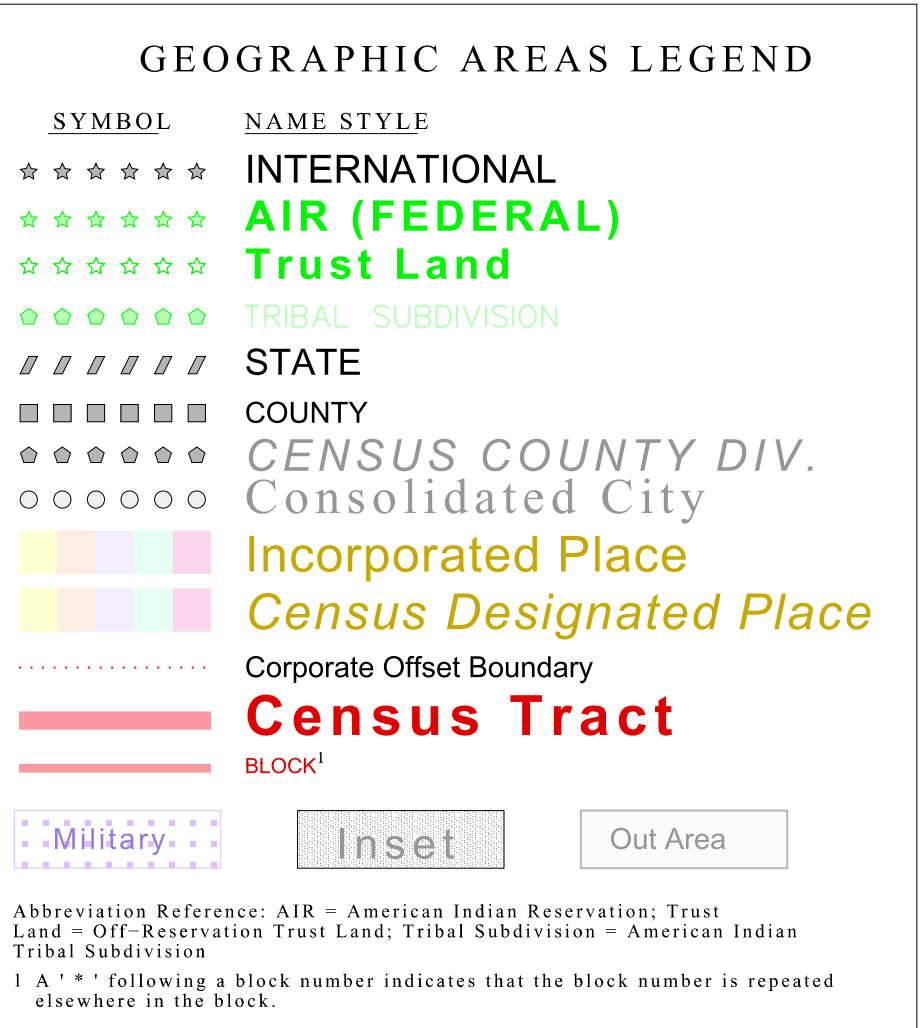 GEOGRAPHIC AREAS LEGEND
SYMBOL NAME STYLE
INTERNATIONAL
AIR (FEDERAL)
Trust Land
TRIBAL SUBDIVISION
STATE
COUNTY
CENSUS COUNTY DIV.
Consolidated City
Incorporated Place
Census Designated Place
Corporate Offset Boundary
Census Tract
BLOCK¹
Military Inset Out Area
Abbreviation Reference: AIR = American Indian Reservation; Trust
Land = Off−Reservation Trust Land; Tribal Subdivision = American Indian
Tribal Subdivision
1 A ' * ' following a block number indicates that the block number is repeated
elsewhere in the block.